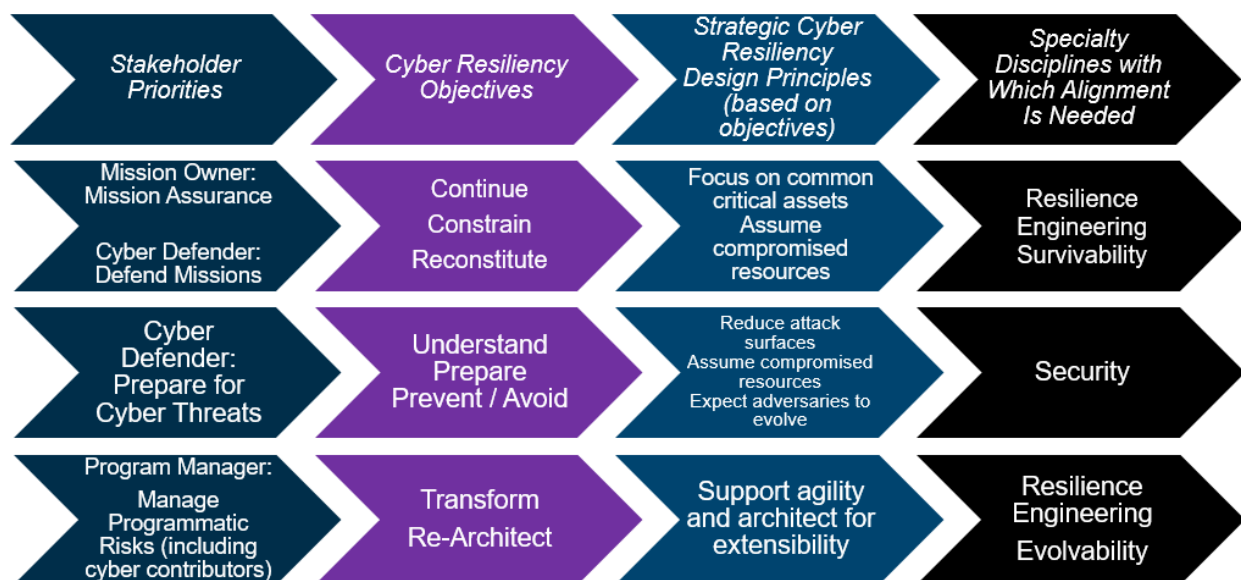 Stakeholder
Priorities
Cyber Resiliency
Objectives
Strategic Cyber
Resiliency
Design Principles
(based on
objectives)
Specialty
Disciplines with
Which Alignment
Is Needed
Mission Owner:
Mission Assurance
Cyber Defender:
Defend Missions
Continue
Constrain
Reconstitute
Focus on common
critical assets
Assume
compromised
resources
Resilience
Engineering
Survivability
Cyber
Defender:
Prepare for
Cyber Threats
Understand
Prepare
Prevent / Avoid
Reduce attack
surfaces
Assume compromised
resources
Expect adversaries to
evolve
Security
Program Manager:
Manage
Programmatic
Risks (including
cyber contributors)
Transform
Re-Architect
Support agility
and architect for
extensibility
Resilience
Engineering
Evolvability